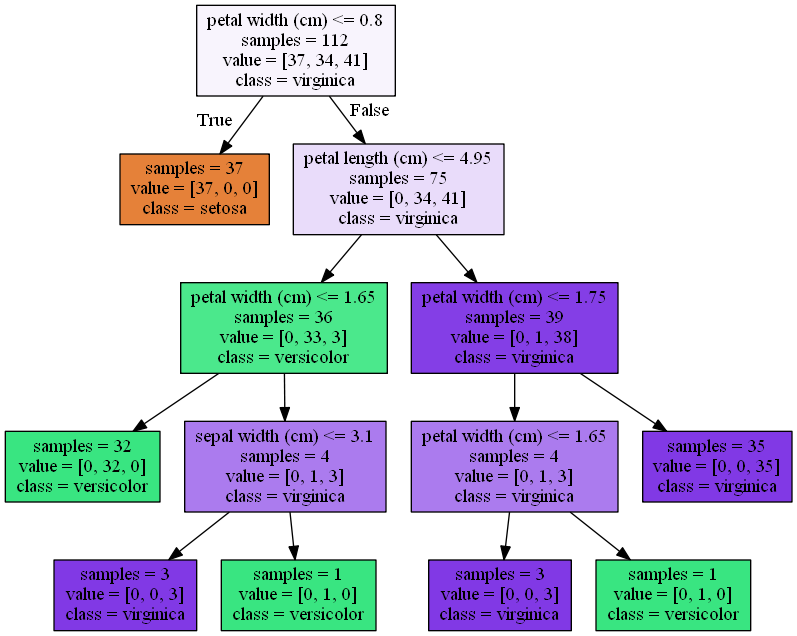 petal width (cm) <= 0.8
samples = 112
value = [37, 34, 41]
class = virginica
True
False
samples = 37
value = [37, 0, 0]
class = setosa
petal length (cm) <= 4.95
samples = 75
value = [0, 34, 41]
class = virginica
petal width (cm) <= 1.65
samples = 36
value = [0, 33, 3]
class = versicolor
petal width (cm) <= 1.75
samples = 39
value = [0, 1, 38]
class = virginica
samples = 32
value = [0, 32, 0]
class = versicolor
sepal width (cm) <= 3.1
samples = 4
value = [0, 1, 3]
class = virginica
petal width (cm) <= 1.65
samples = 4
value = [0, 1, 3]
class = virginica
samples = 35
value = [0, 0, 35]
class = virginica
samples = 3
value = [0, 0, 3]
class = virginica
samples = 1
value = [0, 1, 0]
class = versicolor
samples = 3
value = [0, 0, 3]
class = virginica
samples = 1
value = [0, 1, 0]
class = versicolor